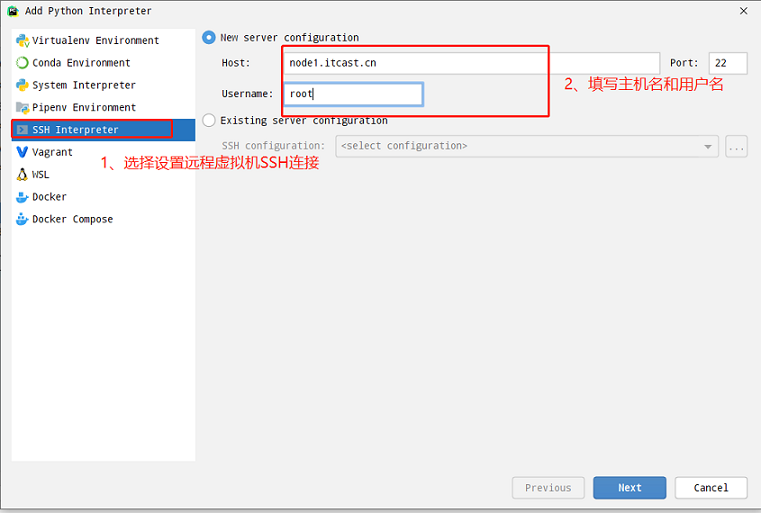 Add Python Interpreter
Virtualenv Environment
Conda Environment
System Interpreter
Pipenv Environment
SSH Interpreter
Vagrant
WSL
Docker
Docker Compose
1、选择设置远程虚拟机SSH连接
New server configuration
Host: node1.itcast.cn Port: 22
Username: root
2、填写主机名和用户名
Existing server configuration
SSH configuration: <select configuration> ...
Previous Next Cancel